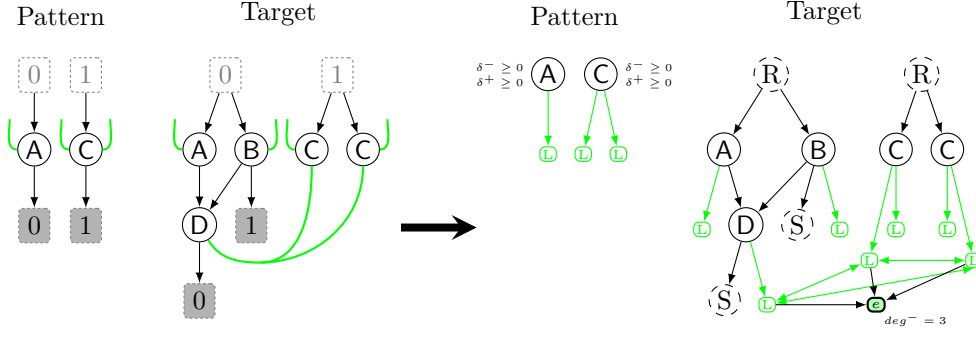 Pattern Target Pattern Target
0 1 0 1
δ⁻ ≥ 0
δ⁺ ≥ 0
A C
δ⁻ ≥ 0
δ⁺ ≥ 0
R R
A C A B C C
L L L
A B C C
0 1 D 1
L D S L L L
0
L L
S L e
deg⁻ = 3